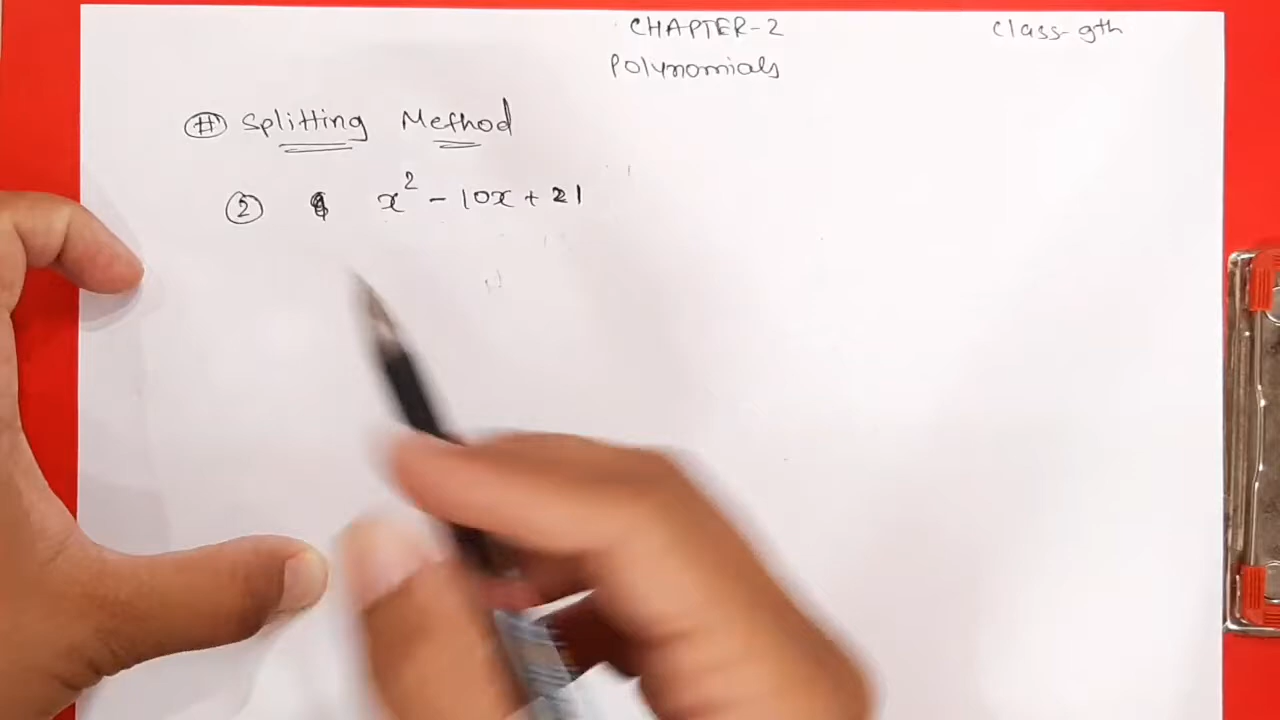 CHAPTER-2
Class-9th
Polynomials
# Splitting Method
2 x² - 10x + 21